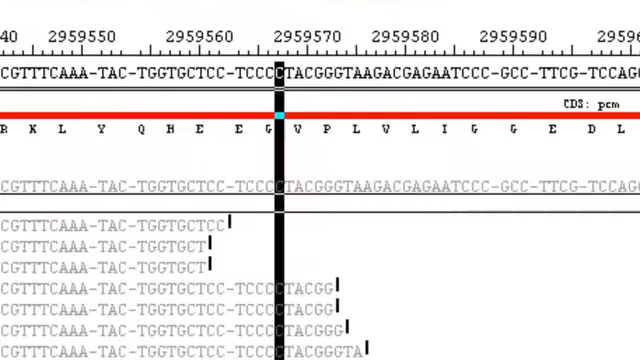 40 2959550 2959560 2959570 2959580 2959590 29596
CGTTTCAAA-TAC-TGGTGCTCC-TCCCCTACGGGTAAGACGAGAATCCC-GCC-TTCG-TCCAG
CDS: pcm
R K L Y Q H E E G V P L V L I G G E D L
CGTTTCAAA-TAC-TGGTGCTCC-TCCCCTACGGGTAAGACGAGAATCCC-GCC-TTCG-TCCAG
CGTTTCAAA-TAC-TGGTGCTCC
CGTTTCAAA-TAC-TGGTGCT
CGTTTCAAA-TAC-TGGTGCT
CGTTTCAAA-TAC-TGGTGCTCC-TCCCCTACGG
CGTTTCAAA-TAC-TGGTGCTCC-TCCCCTACGG
CGTTTCAAA-TAC-TGGTGCTCC-TCCCCTACGGG
CGTTTCAAA-TAC-TGGTGCTCC-TCCCCTACGGGTA